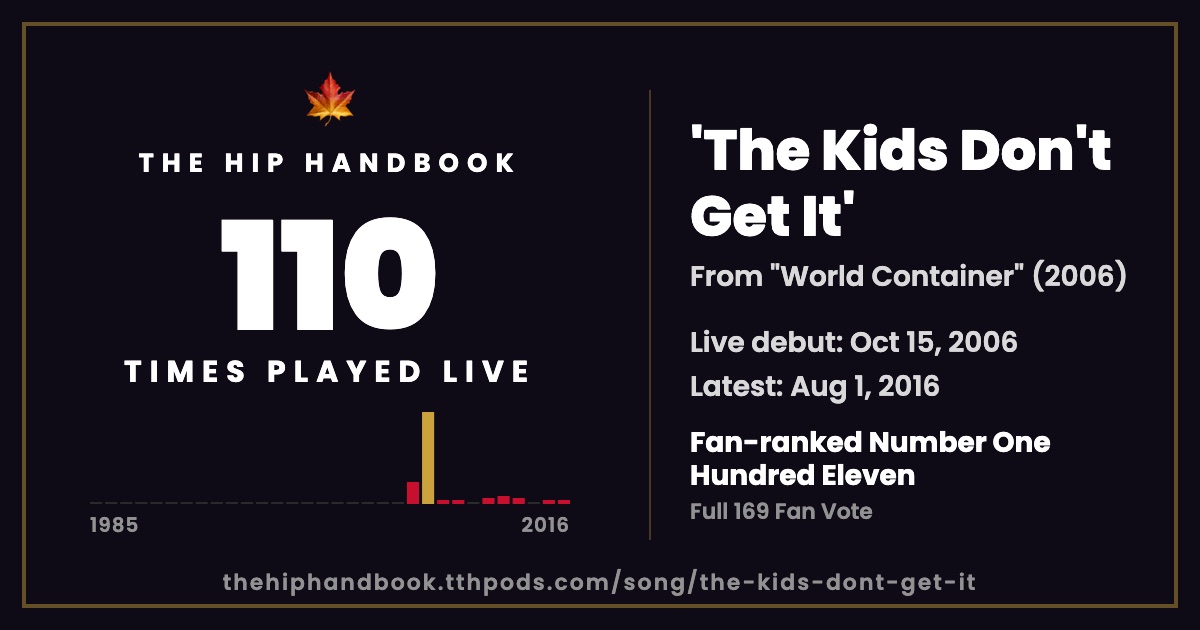 THE HIP HANDBOOK
110
TIMES PLAYED LIVE
1985
2016
'The Kids Don't
Get It'
From "World Container" (2006)
Live debut: Oct 15, 2006
Latest: Aug 1, 2016
Fan-ranked Number One
Hundred Eleven
Full 169 Fan Vote
thehiphandbook.tthpods.com/song/the-kids-dont-get-it